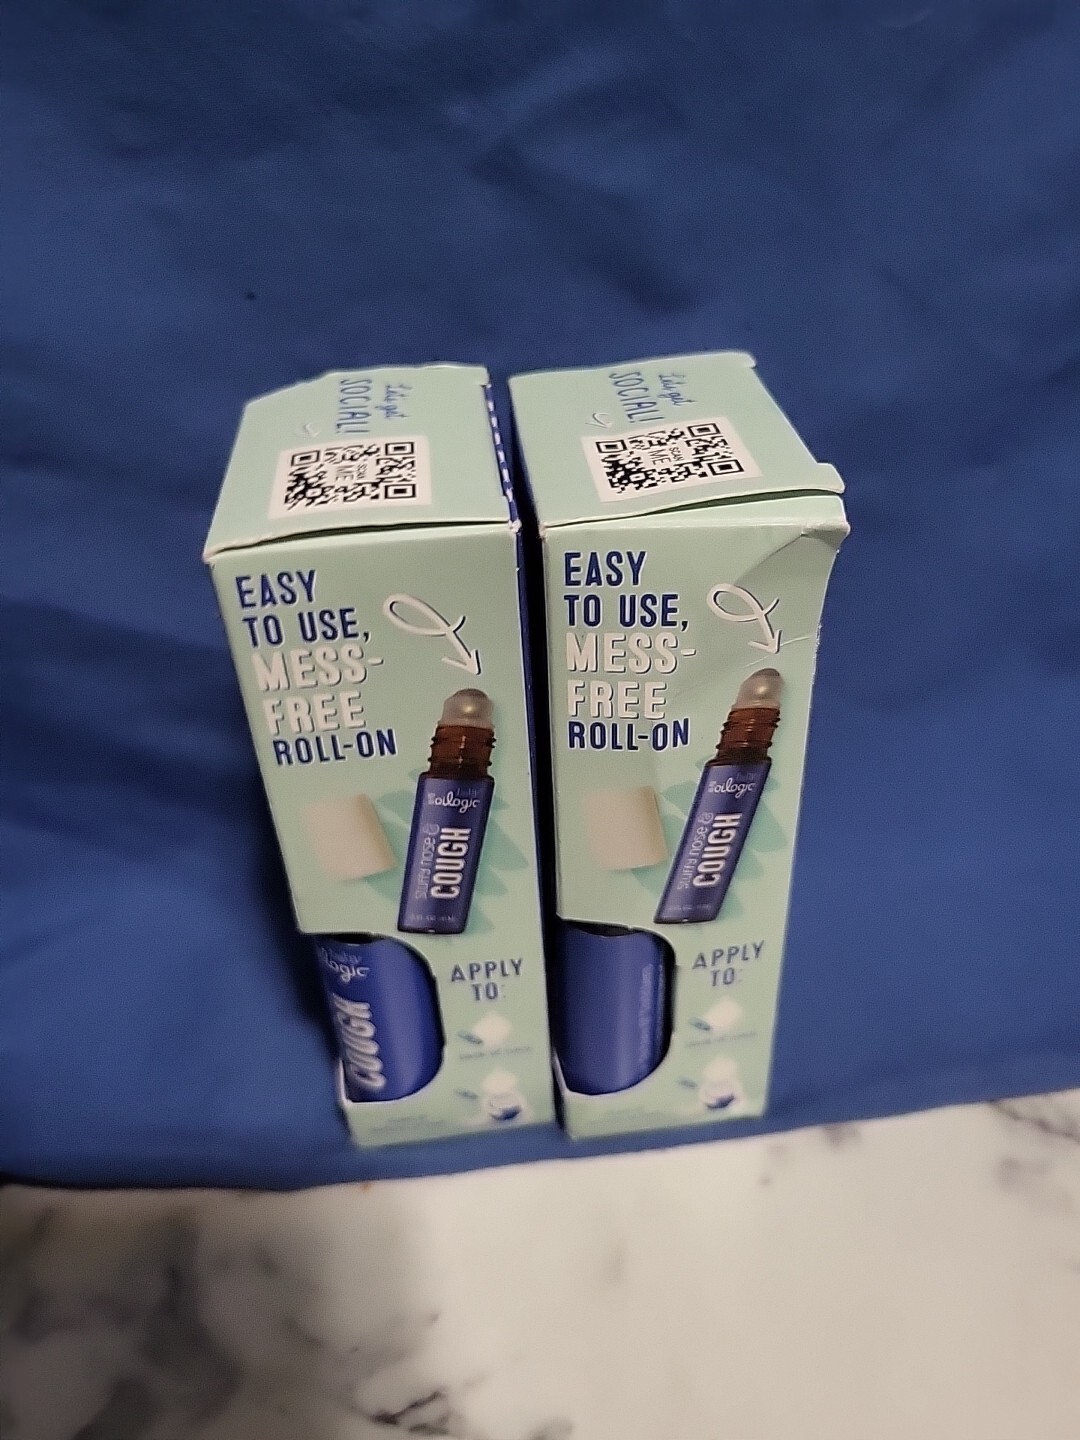 Let's get
SOCIAL!
SCAN
ME
EASY
TO USE,
MESS-
FREE
ROLL-ON
oilogic
stuffy nose &
COUGH
APPLY
TO:
baby
COUGH
Let's get
SOCIAL!
SCAN
ME
EASY
TO USE,
MESS-
FREE
ROLL-ON
oilogic
stuffy nose &
COUGH
APPLY
TO: